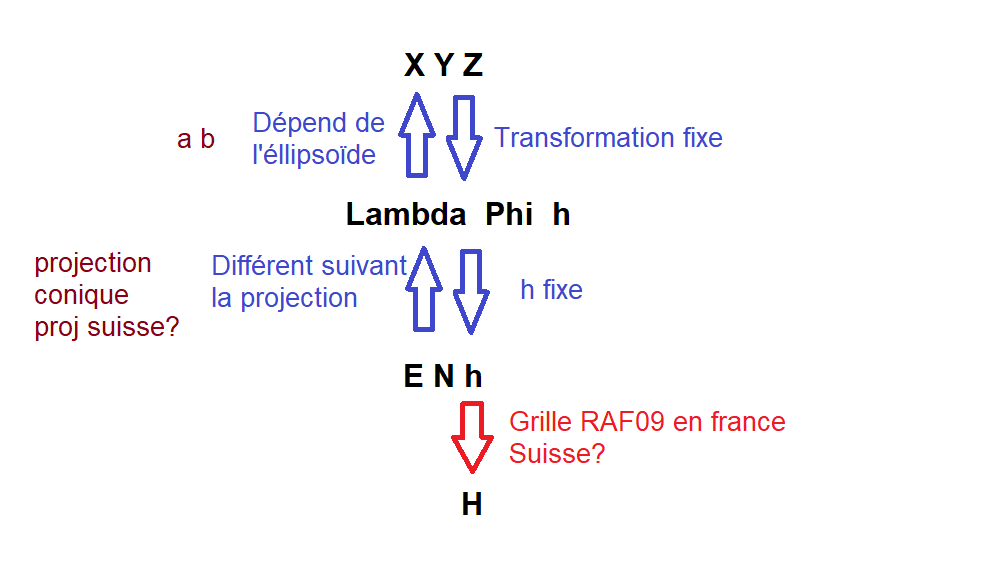 X Y Z
a b
Dépend de
l'éllipsoïde
Transformation fixe
Lambda Phi h
projection
conique
proj suisse?
Différent suivant
la projection
h fixe
E N h
Grille RAF09 en france
Suisse?
H